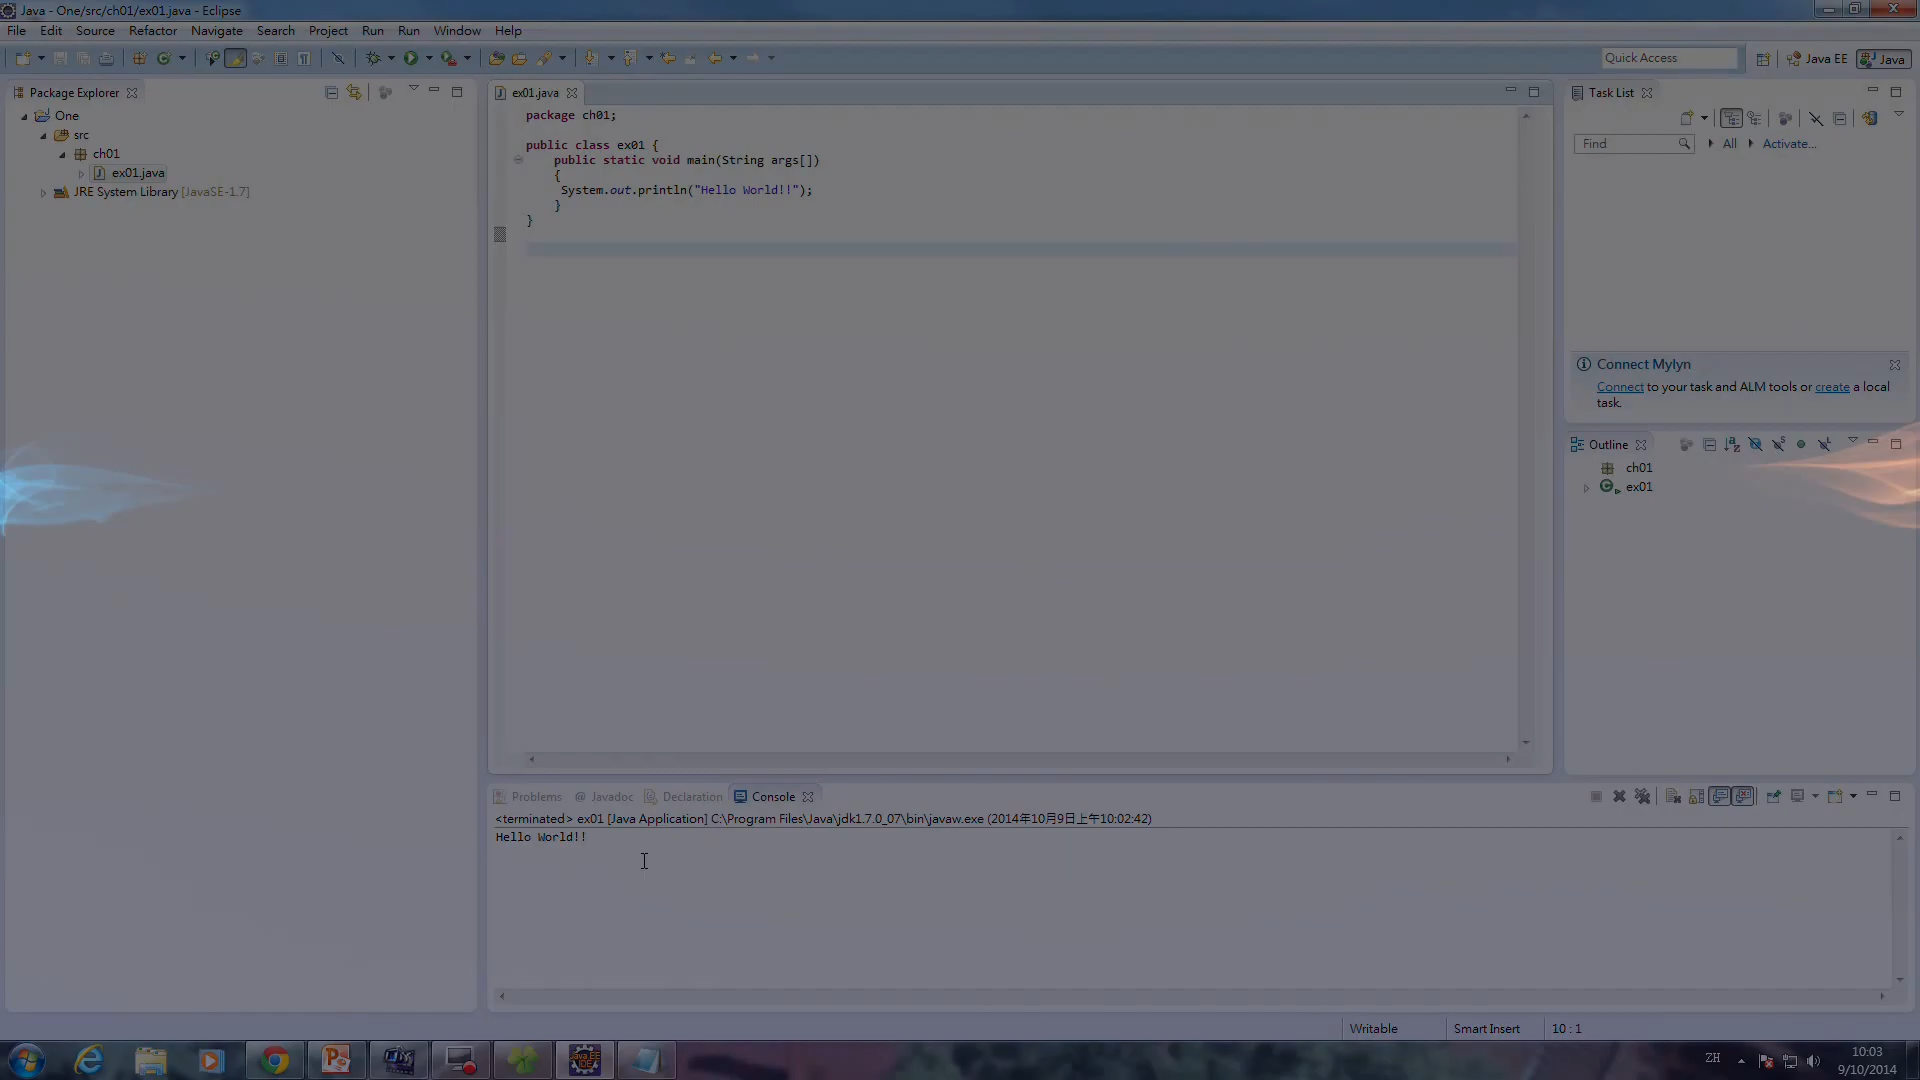 Java - One/src/ch01/ex01.java - Eclipse
File Edit Source Refactor Navigate Search Project Run Run Window Help
Quick Access
Java EE
Java
Package Explorer
One
src
ch01
ex01.java
JRE System Library [JavaSE-1.7]
ex01.java
package ch01;
public class ex01 {
public static void main(String args[])
{
System.out.println("Hello World!!");
}
}
Task List
Find
All
Activate...
Connect Mylyn
Connect to your task and ALM tools or create a local
task.
Outline
ch01
ex01
Problems @ Javadoc Declaration Console
<terminated> ex01 [Java Application] C:\Program Files\Java\jdk1.7.0_07\bin\javaw.exe (2014年10月9日上午10:02:42)
Hello World!!
Writable
Smart Insert
10 : 1
Java EE
IDE
ZH
10:03
9/10/2014